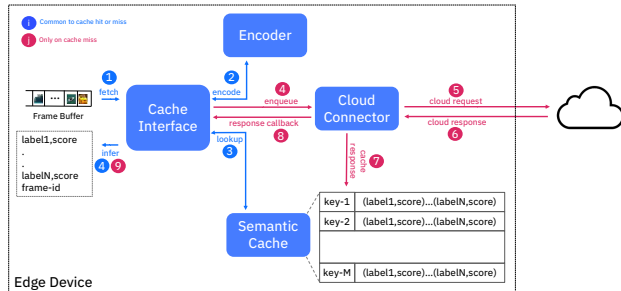 i Common to cache hit or miss
j Only on cache miss
Encoder
1
fetch
2
encode
4
enqueue
5
cloud request
Frame Buffer
...
Cache
Interface
Cloud
Connector
response callback
8
cloud response
6
label1,score
.
.
labelN,score
frame-id
infer
4 9
lookup
3
cache
response
7
Semantic
Cache
key-1 (label1,score)...(labelN,score)
key-2 (label1,score)...(labelN,score)
key-M (label1,score)...(labelN,score)
Edge Device